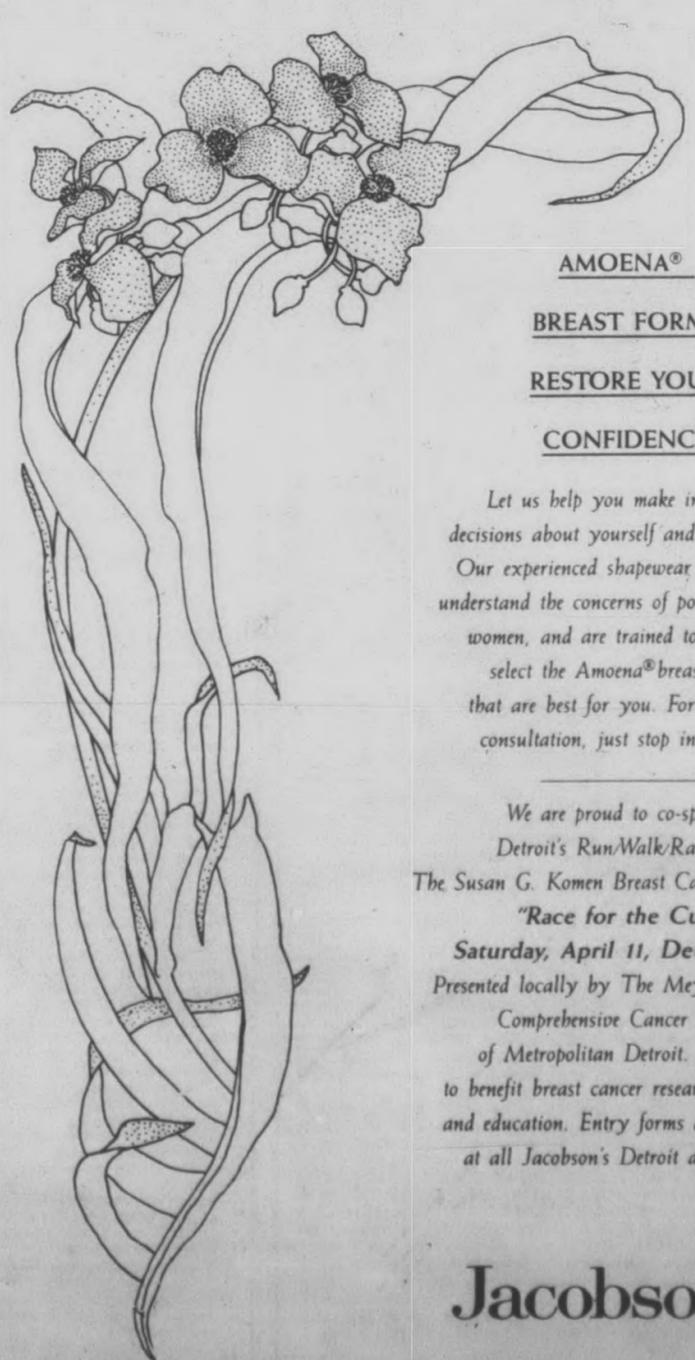 AMOENA®
BREAST FORM
RESTORE YOU
CONFIDENC
Let us help you make in
decisions about yourself and
Our experienced shapewear
understand the concerns of po
women, and are trained to
select the Amoena® breas
that are best for you. For
consultation, just stop in
We are proud to co-sp
Detroit's Run/Walk/Ra
The Susan G. Komen Breast Ca
"Race for the Cu
Saturday, April 11, De
Presented locally by The Mey
Comprehensive Cancer
of Metropolitan Detroit.
to benefit breast cancer resear
and education. Entry forms a
at all Jacobson's Detroit a
Jacobso